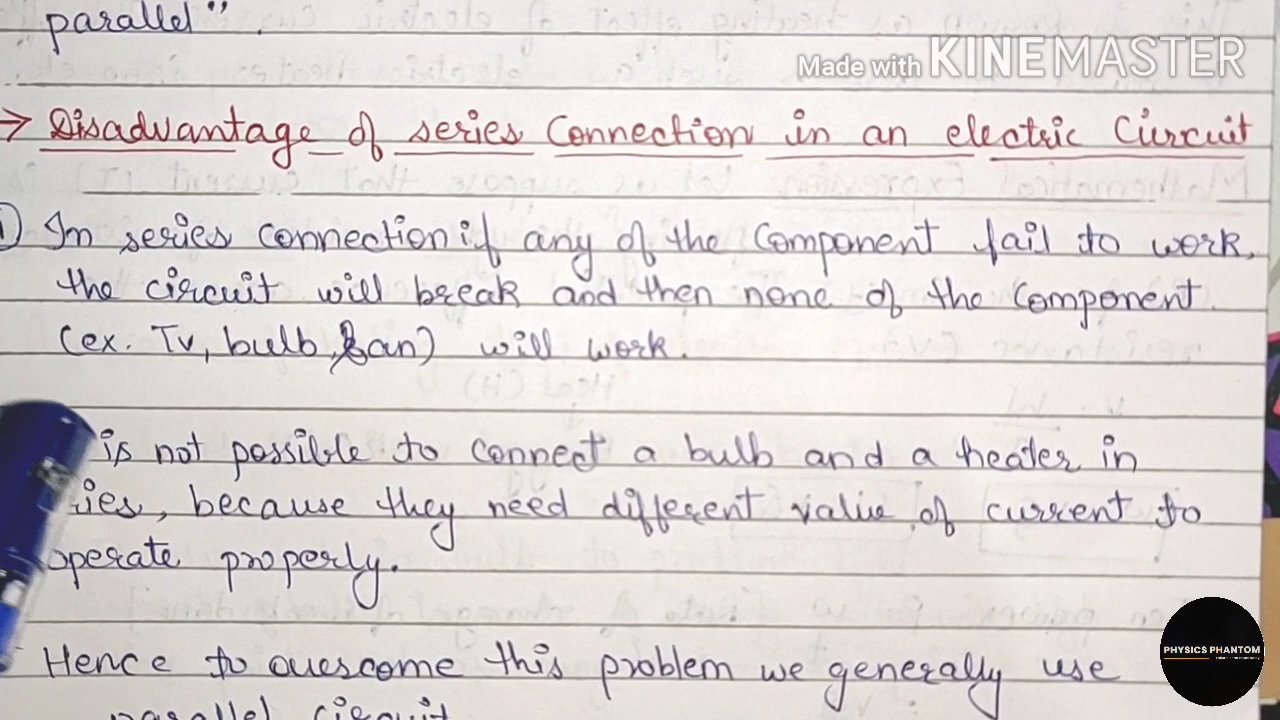 parallel".
Made with KINEMASTER
→ Disadvantage of series Connection in an electric Circuit
1) In series connection if any of the Component fail to work,
the circuit will break and then none of the Component
(ex. Tv, bulb, fan) will work.
is not possible to connect a bulb and a heater in
ies, because they need different value of current to
operate properly.
Hence to overcome this problem we generally use
parallel circuit
PHYSICS PHANTOM